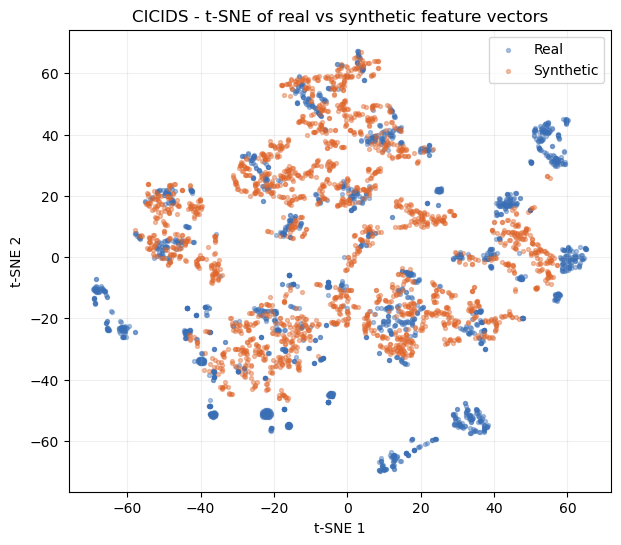 CICIDS - t-SNE of real vs synthetic feature vectors
Real
Synthetic
60
40
20
0
−20
−40
−60
t-SNE 2
−60 −40 −20 0 20 40 60
t-SNE 1